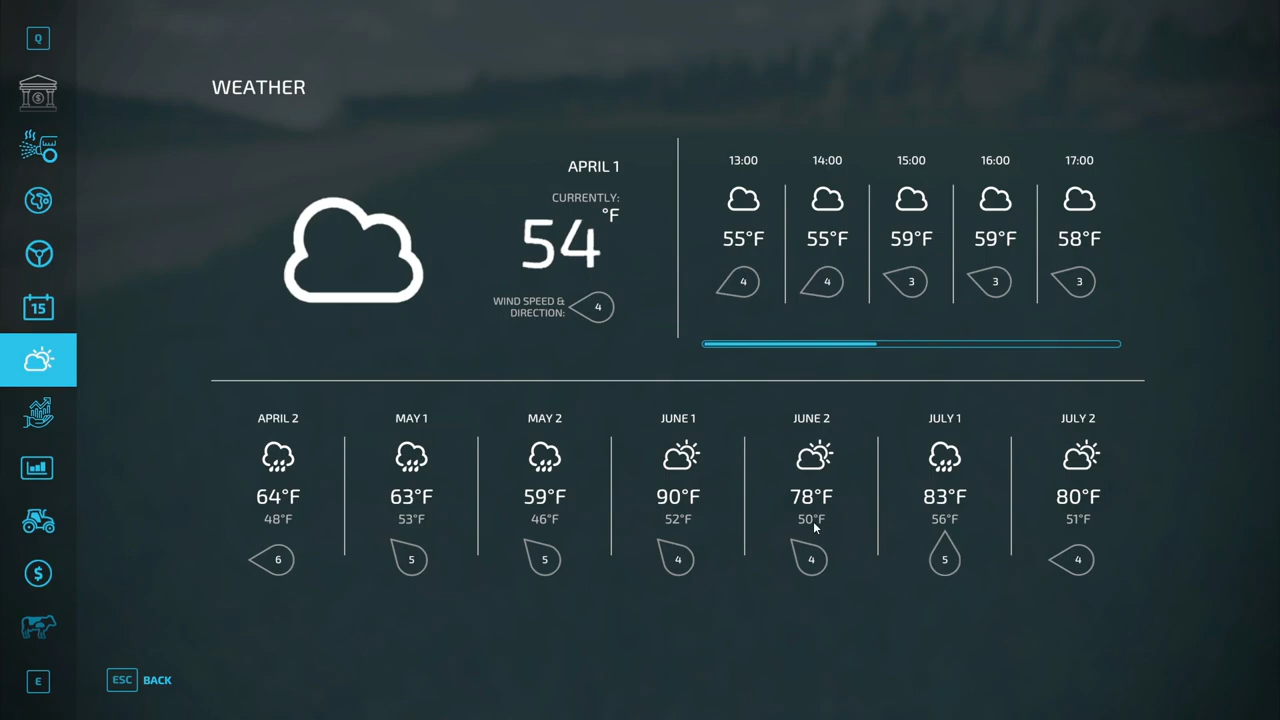 Q
WEATHER
15
APRIL 1
CURRENTLY:
54 °F
WIND SPEED &
DIRECTION:
4
13:00 14:00 15:00 16:00 17:00
55°F 55°F 59°F 59°F 58°F
4 4 3 3 3
APRIL 2 MAY 1 MAY 2 JUNE 1 JUNE 2 JULY 1 JULY 2
64°F 63°F 59°F 90°F 78°F 83°F 80°F
48°F 53°F 46°F 52°F 50°F 56°F 51°F
6 5 5 4 4 5 4
E
ESC BACK